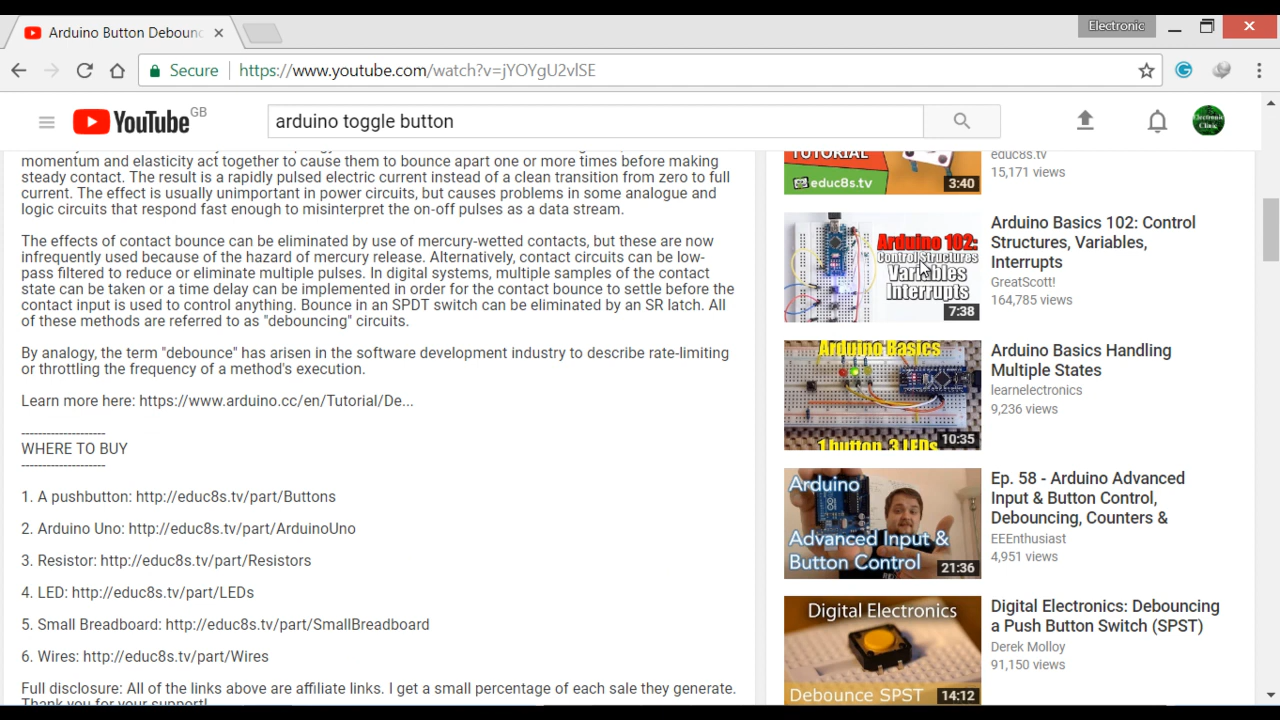 Arduino Button Debounc
Electronic
Secure
https://www.youtube.com/watch?v=jYOYgU2vlSE
YouTube GB
arduino toggle button
Electronic
Clinic
momentum and elasticity act together to cause them to bounce apart one or more times before making
steady contact. The result is a rapidly pulsed electric current instead of a clean transition from zero to full
current. The effect is usually unimportant in power circuits, but causes problems in some analogue and
logic circuits that respond fast enough to misinterpret the on-off pulses as a data stream.
The effects of contact bounce can be eliminated by use of mercury-wetted contacts, but these are now
infrequently used because of the hazard of mercury release. Alternatively, contact circuits can be low-
pass filtered to reduce or eliminate multiple pulses. In digital systems, multiple samples of the contact
state can be taken or a time delay can be implemented in order for the contact bounce to settle before the
contact input is used to control anything. Bounce in an SPDT switch can be eliminated by an SR latch. All
of these methods are referred to as "debouncing" circuits.
By analogy, the term "debounce" has arisen in the software development industry to describe rate-limiting
or throttling the frequency of a method's execution.
Learn more here: https://www.arduino.cc/en/Tutorial/De...
--------------------
WHERE TO BUY
--------------------
1. A pushbutton: http://educ8s.tv/part/Buttons
2. Arduino Uno: http://educ8s.tv/part/ArduinoUno
3. Resistor: http://educ8s.tv/part/Resistors
4. LED: http://educ8s.tv/part/LEDs
5. Small Breadboard: http://educ8s.tv/part/SmallBreadboard
6. Wires: http://educ8s.tv/part/Wires
Full disclosure: All of the links above are affiliate links. I get a small percentage of each sale they generate.
Thank you for your support!
TUTORIAL
educ8s.tv
3:40
educ8s.tv
15,171 views
Arduino 102:
Control Structures
Variables
Interrupts
7:38
Arduino Basics 102: Control
Structures, Variables,
Interrupts
GreatScott!
164,785 views
Arduino Basics
1 button, 3 LEDs
10:35
Arduino Basics Handling
Multiple States
learnelectronics
9,236 views
Arduino
Advanced Input &
Button Control
21:36
Ep. 58 - Arduino Advanced
Input & Button Control,
Debouncing, Counters &
EEEnthusiast
4,951 views
Digital Electronics
Debounce SPST
14:12
Digital Electronics: Debouncing
a Push Button Switch (SPST)
Derek Molloy
91,150 views